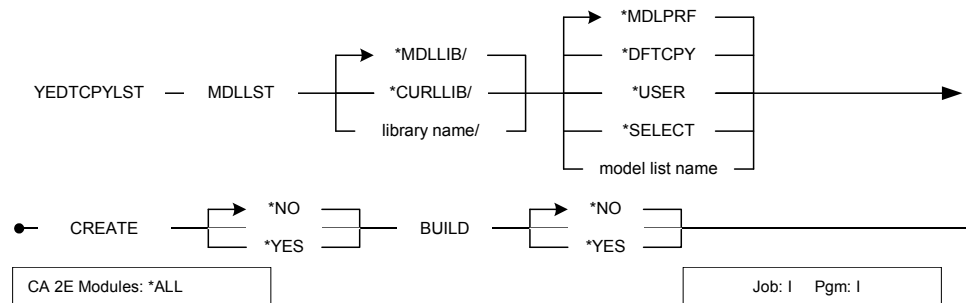 *MDLPRF
*MDLLIB/ *DFTCPY
YEDTCPYLST MDLLST *CURLLIB/ *USER
library name/ *SELECT
model list name
*NO *NO
CREATE BUILD
*YES *YES
CA 2E Modules: *ALL Job: I Pgm: I